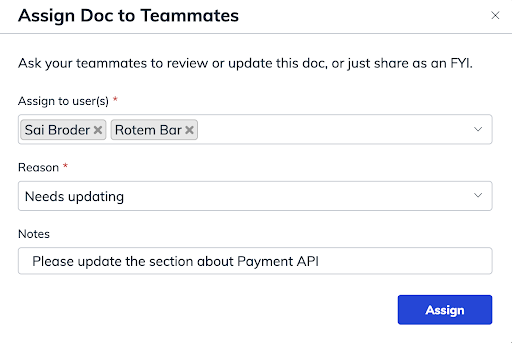 Assign Doc to Teammates
Ask your teammates to review or update this doc, or just share as an FYI.
Assign to user(s) *
Sai Broder Rotem Bar
Reason *
Needs updating
Notes
Please update the section about Payment API
Assign